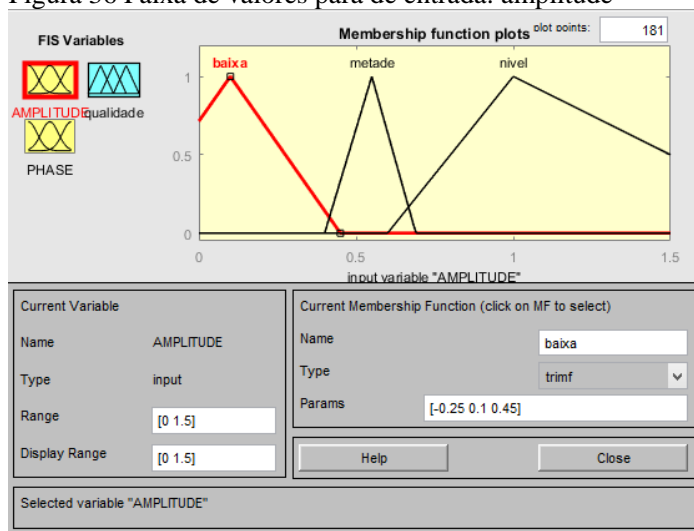 Figura 38 Faixa de valores para de entrada: amplitude
FIS Variables
AMPLITUDE
qualidade
PHASE
Membership function plots
plot points:
181
baixa
metade
nivel
1
0.5
0
0
0.5
1
1.5
input variable "AMPLITUDE"
Current Variable
Name
AMPLITUDE
Type
input
Range
[0 1.5]
Display Range
[0 1.5]
Current Membership Function (click on MF to select)
Name
baixa
Type
trimf
Params
[-0.25 0.1 0.45]
Help
Close
Selected variable "AMPLITUDE"